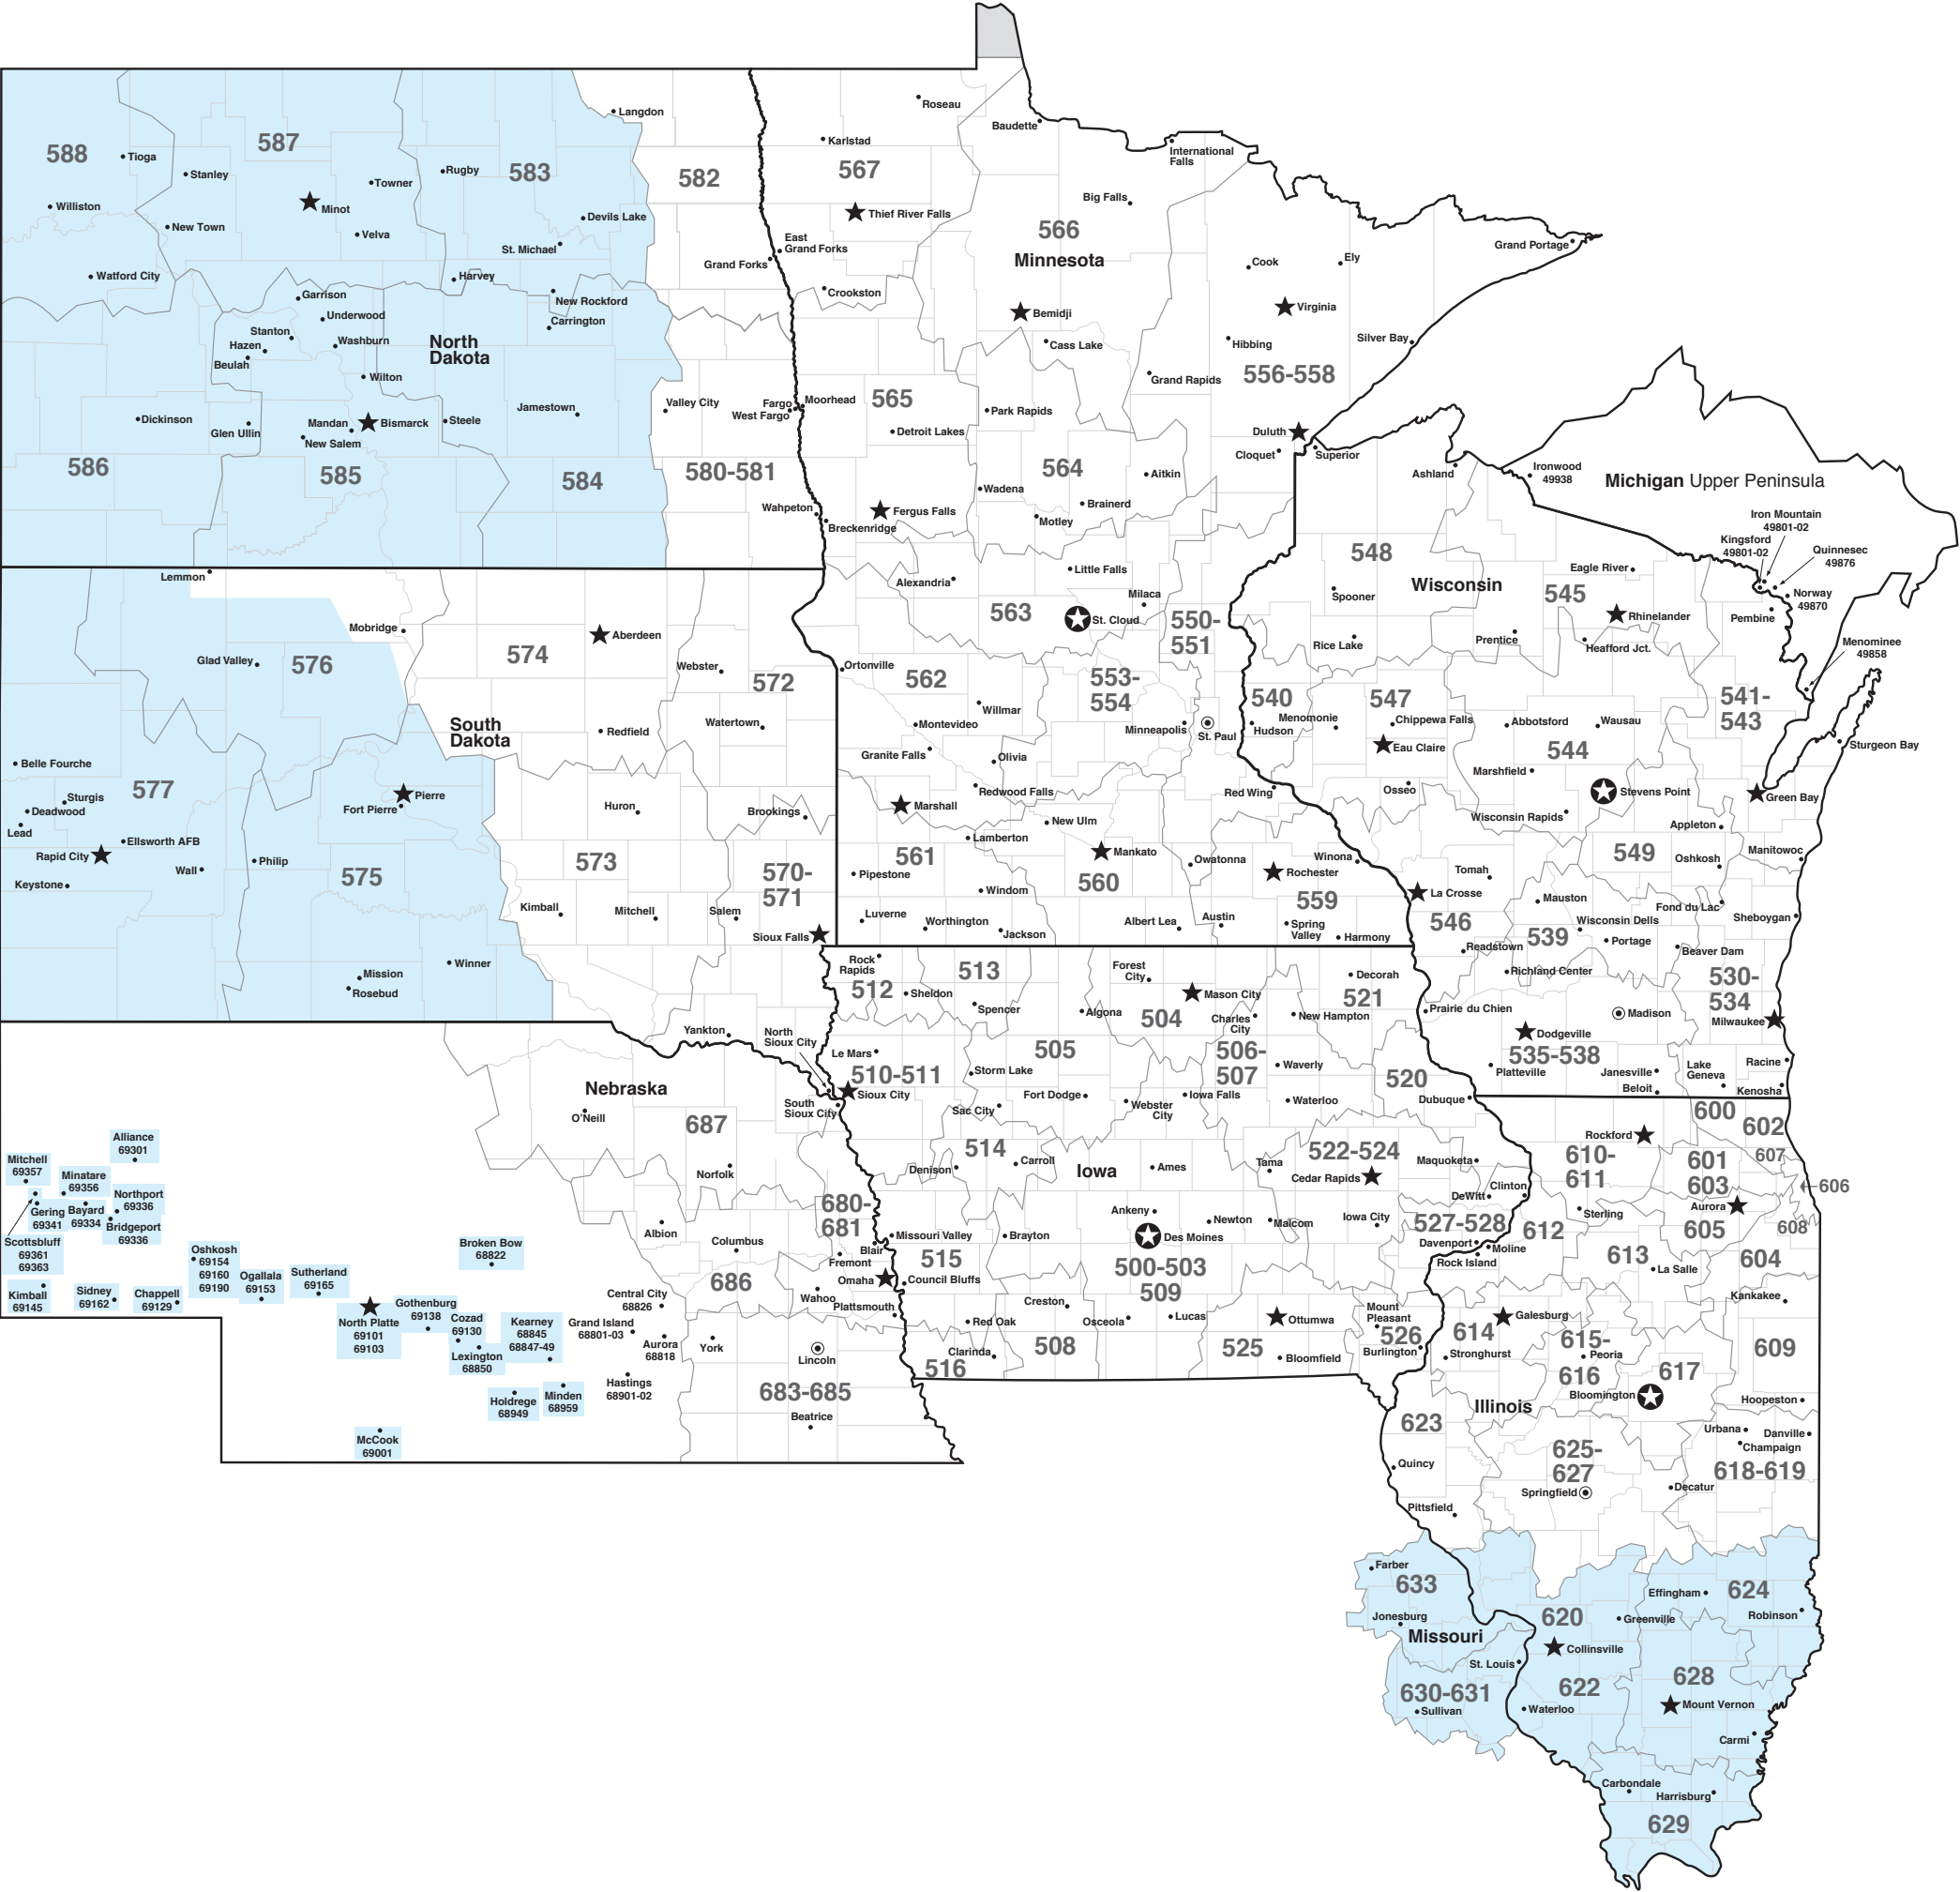 Langdon
Roseau
Baudette
588
Tioga
587
Stanley
Rugby
583
Towner
582
Karlstad
567
International
Falls
Williston
Minot
New Town
Velva
Devils Lake
St. Michael
Thief River Falls
Big Falls
566
Minnesota
East
Grand Forks
Grand Forks
Grand Portage
Watford City
Harvey
Garrison
New Rockford
Crookston
Cook
Ely
Underwood
Carrington
Bemidji
Virginia
Stanton
Hazen
Beulah
Washburn
North
Dakota
Cass Lake
Hibbing
Silver Bay
Wilton
Grand Rapids
556-558
Dickinson
Glen Ullin
Mandan
Bismarck
New Salem
Steele
Jamestown
Valley City
Fargo
West Fargo
Moorhead
565
Park Rapids
Detroit Lakes
Duluth
Cloquet
Superior
586
585
584
580-581
564
Aitkin
Ashland
Ironwood
49938
Michigan Upper Peninsula
Wadena
Brainerd
Wahpeton
Breckenridge
Fergus Falls
Motley
Iron Mountain
49801-02
Kingsford
49801-02
Quinnesec
49876
548
Wisconsin
Lemmon
Alexandria
Little Falls
Eagle River
545
Norway
49870
Mobridge
Aberdeen
563
Milaca
St. Cloud
550-
551
Spooner
Rhinelander
Pembine
Glad Valley
576
574
Webster
572
Rice Lake
Prentice
Heafford Jct.
Menominee
49858
Ortonville
562
553-
554
540
547
541-
543
South
Dakota
Redfield
Watertown
Willmar
Montevideo
Minneapolis
St. Paul
Hudson
Menomonie
Chippewa Falls
Eau Claire
Abbotsford
Wausau
544
Sturgeon Bay
Granite Falls
Olivia
Belle Fourche
577
Sturgis
Deadwood
Lead
Pierre
Fort Pierre
Huron
Brookings
Marshall
Redwood Falls
Red Wing
Osseo
Marshfield
Stevens Point
Green Bay
Wisconsin Rapids
Appleton
Ellsworth AFB
Rapid City
Wall
Philip
Keystone
575
573
570-
571
New Ulm
Lamberton
561
Mankato
560
Pipestone
Windom
Owatonna
Winona
Rochester
559
La Crosse
Tomah
549
Oshkosh
Manitowoc
Kimball
Mitchell
Salem
Sioux Falls
Luverne
Worthington
Jackson
Albert Lea
Austin
Spring
Valley
Harmony
546
Mauston
Fond du Lac
Sheboygan
Wisconsin Dells
539
Portage
Readstown
Beaver Dam
Winner
Mission
Rosebud
Rock
Rapids
513
512
Sheldon
Spencer
Forest
City
Mason City
Algona
504
Charles
City
Decorah
521
New Hampton
Richland Center
Prairie du Chien
530-
534
Madison
Milwaukee
Dodgeville
535-538
Platteville
Janesville
Beloit
Lake
Geneva
Racine
Kenosha
Yankton
North
Sioux City
Le Mars
510-511
Sioux City
South
Sioux City
505
Storm Lake
506-
507
Waverly
520
Dubuque
Nebraska
O'Neill
687
Norfolk
Sac City
Fort Dodge
Webster
City
Iowa Falls
Waterloo
600
602
Rockford
610-
611
601
603
607
606
Alliance
69301
Mitchell
69357
Minatare
69356
Northport
69336
Gering
69341
Bayard
69334
Bridgeport
69336
Scottsbluff
69361
69363
514
Denison
Carroll
Iowa
Ames
Tama
522-524
Cedar Rapids
Maquoketa
DeWitt
Clinton
Aurora
605
608
680-
681
Albion
Columbus
Missouri Valley
Brayton
Ankeny
Des Moines
Newton
Malcom
Iowa City
527-528
Davenport
Moline
Rock Island
612
Sterling
613
La Salle
604
Kankakee
Broken Bow
68822
Oshkosh
69154
69160
69190
Ogallala
69153
Sutherland
69165
Kimball
69145
Sidney
69162
Chappell
69129
Blair
Fremont
Omaha
515
Council Bluffs
686
Wahoo
Plattsmouth
500-503
509
Central City
68826
North Platte
69101
69103
Gothenburg
69138
Cozad
69130
Lexington
68850
Kearney
68845
68847-49
Grand Island
68801-03
Aurora
68818
York
Lincoln
Red Oak
Creston
Osceola
Lucas
Ottumwa
Mount
Pleasant
526
Burlington
Galesburg
614
Stronghurst
615-
Peoria
616
617
609
Bloomington
Hoopeston
Hastings
68901-02
Holdrege
68949
Minden
68959
683-685
Beatrice
Clarinda
516
508
525
Bloomfield
McCook
69001
Illinois
623
Quincy
Pittsfield
625-
627
Springfield
Urbana
Danville
Champaign
618-619
Decatur
Farber
633
Jonesburg
Missouri
Effingham
624
Robinson
620
Greenville
Collinsville
St. Louis
630-631
Sullivan
622
Waterloo
628
Mount Vernon
Carmi
Carbondale
Harrisburg
629